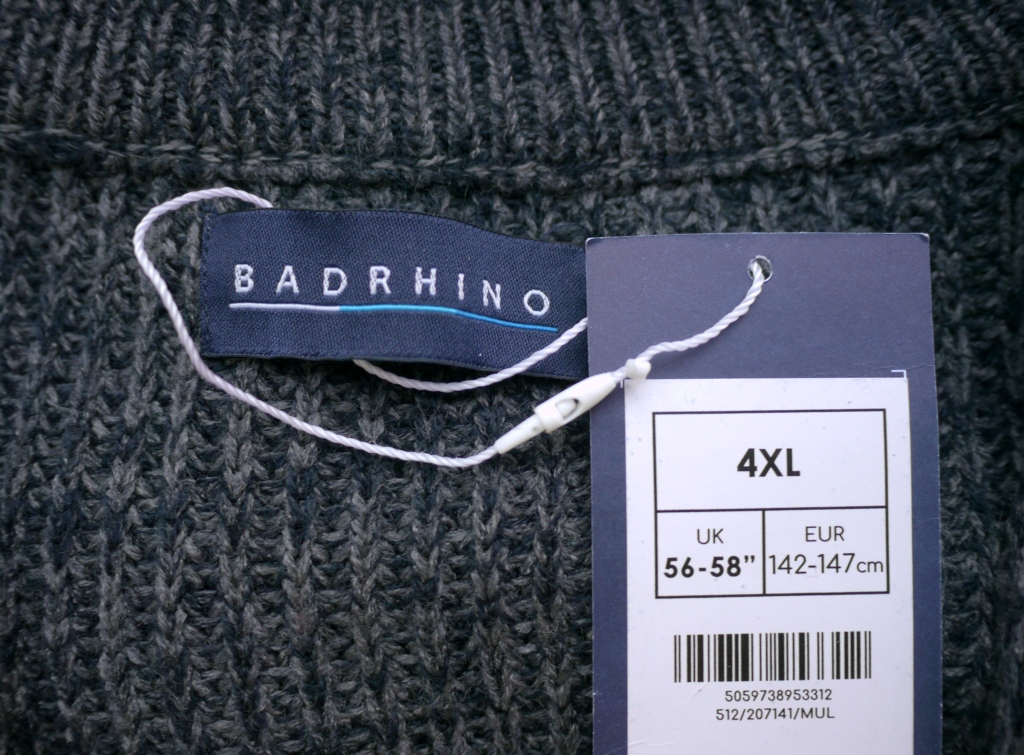 BADRHINO
4XL
UK
56-58”
EUR
142-147cm
5059738953312
512/207141/MUL